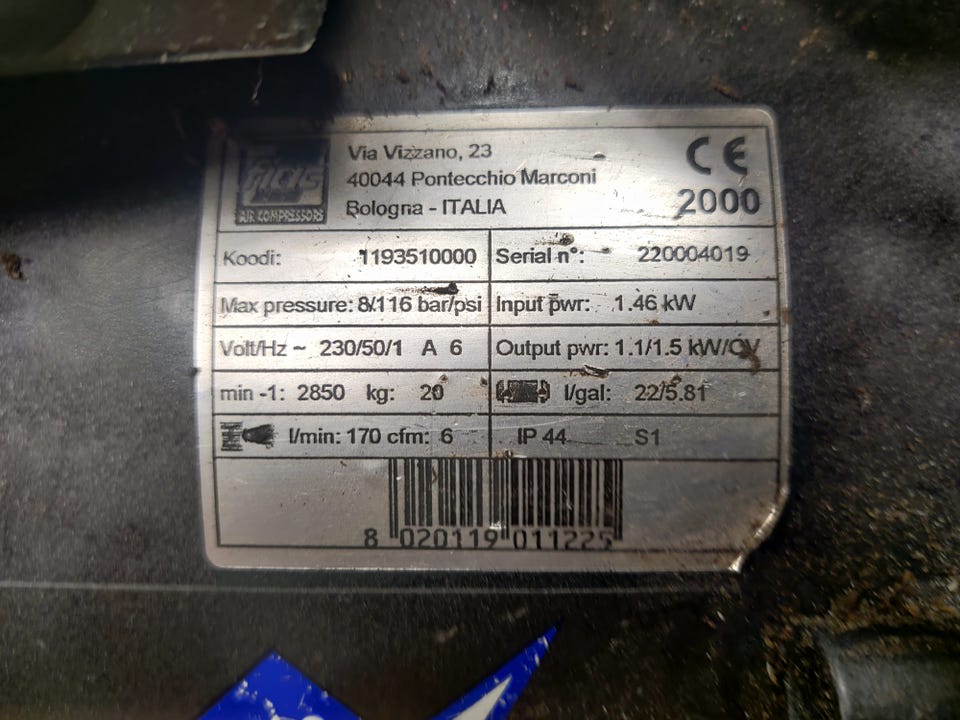 FIAC
AIR COMPRESSORS
Via Vizzano, 23
40044 Pontecchio Marconi
Bologna - ITALIA
CE
2000
Koodi: 1193510000 Serial n°: 220004019
Max pressure: 8/116 bar/psi Input pwr: 1.46 kW
Volt/Hz ~ 230/50/1 A 6 Output pwr: 1.1/1.5 kW/CV
min -1: 2850 kg: 20 l/gal: 22/5.81
l/min: 170 cfm: 6 IP 44 S1
8 020119 011225